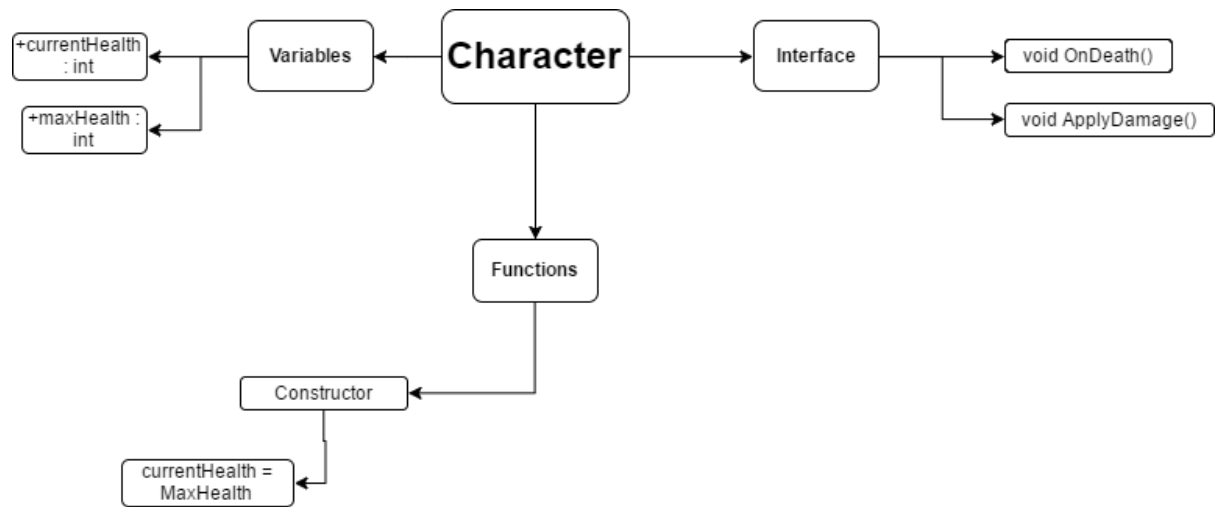 +currentHealth
: int
Variables
Character
Interface
void OnDeath()
+maxHealth :
int
void ApplyDamage()
Functions
Constructor
currentHealth =
MaxHealth